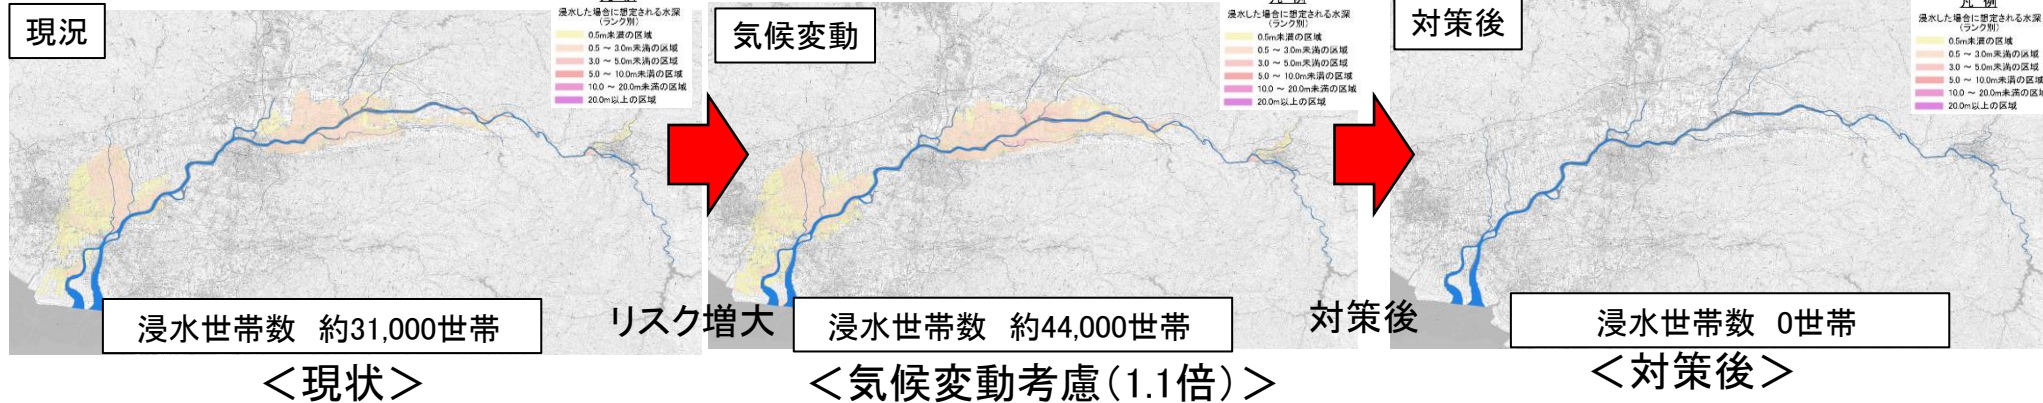 現況
凡 例
浸水した場合に想定される水深
(ランク別)
0.5m未満の区域
0.5 ～ 3.0m未満の区域
3.0 ～ 5.0m未満の区域
5.0 ～ 10.0m未満の区域
10.0 ～ 20.0m未満の区域
20.0m以上の区域
浸水世帯数 約31,000世帯
＜現状＞
リスク増大
気候変動
凡 例
浸水した場合に想定される水深
(ランク別)
0.5m未満の区域
0.5 ～ 3.0m未満の区域
3.0 ～ 5.0m未満の区域
5.0 ～ 10.0m未満の区域
10.0 ～ 20.0m未満の区域
20.0m以上の区域
浸水世帯数 約44,000世帯
＜気候変動考慮(1.1倍)＞
対策後
対策後
凡 例
浸水した場合に想定される水深
(ランク別)
0.5m未満の区域
0.5 ～ 3.0m未満の区域
3.0 ～ 5.0m未満の区域
5.0 ～ 10.0m未満の区域
10.0 ～ 20.0m未満の区域
20.0m以上の区域
浸水世帯数 0世帯
＜対策後＞